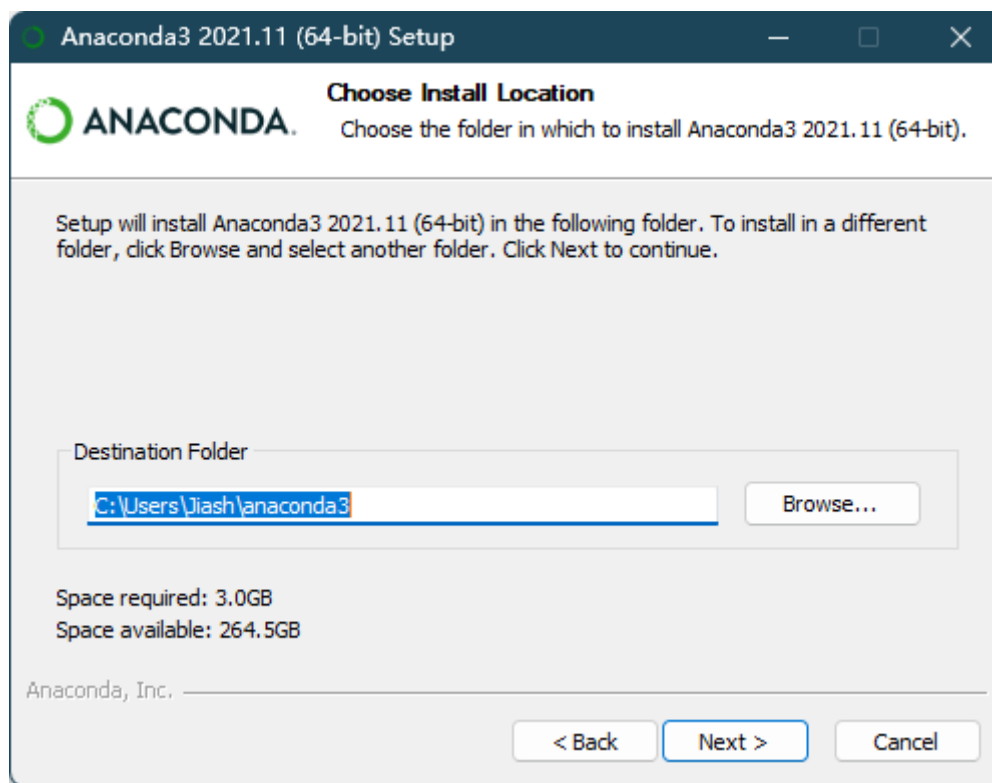 Anaconda3 2021.11 (64-bit) Setup
ANACONDA.
Choose Install Location
Choose the folder in which to install Anaconda3 2021.11 (64-bit).
Setup will install Anaconda3 2021.11 (64-bit) in the following folder. To install in a different
folder, click Browse and select another folder. Click Next to continue.
Destination Folder
C:\Users\Jiash\anaconda3
Browse...
Space required: 3.0GB
Space available: 264.5GB
Anaconda, Inc.
< Back
Next >
Cancel